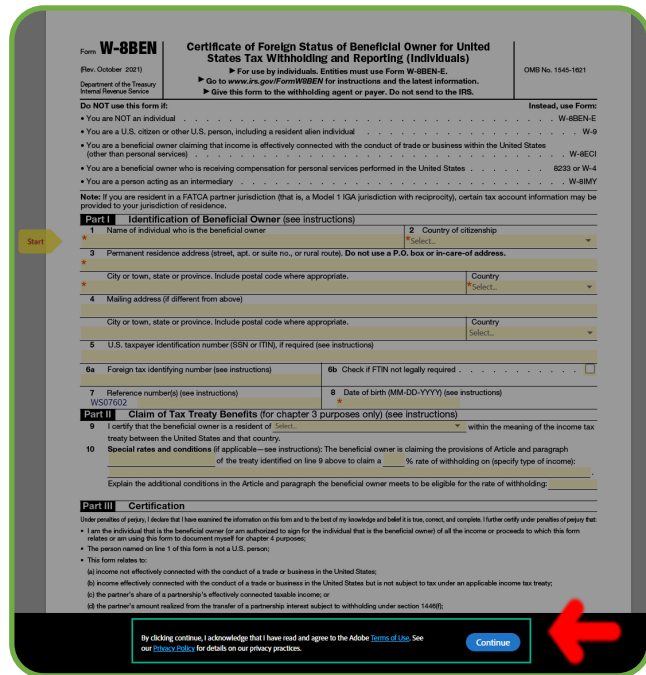 Form W-8BEN
(Rev. October 2021)
Department of the Treasury
Internal Revenue Service
Certificate of Foreign Status of Beneficial Owner for United
States Tax Withholding and Reporting (Individuals)
► For use by individuals. Entities must use Form W-8BEN-E.
► Go to www.irs.gov/FormW8BEN for instructions and the latest information.
► Give this form to the withholding agent or payer. Do not send to the IRS.
OMB No. 1545-1621
Do NOT use this form if: Instead, use Form:
• You are NOT an individual . . . . . . . . . . . . . . . . . . . . . W-8BEN-E
• You are a U.S. citizen or other U.S. person, including a resident alien individual . . . . . . . . . . . W-9
• You are a beneficial owner claiming that income is effectively connected with the conduct of trade or business within the United States
(other than personal services) . . . . . . . . . . . . . . . . . . . . . W-8ECI
• You are a beneficial owner who is receiving compensation for personal services performed in the United States . . . . . . . 8233 or W-4
• You are a person acting as an intermediary . . . . . . . . . . . . . . . . . W-8IMY
Note: If you are resident in a FATCA partner jurisdiction (that is, a Model 1 IGA jurisdiction with reciprocity), certain tax account information may be
provided to your jurisdiction of residence.
Part I Identification of Beneficial Owner (see instructions)
Start
1 Name of individual who is the beneficial owner
*
2 Country of citizenship
*Select...
3 Permanent residence address (street, apt. or suite no., or rural route). Do not use a P.O. box or in-care-of address.
*
City or town, state or province. Include postal code where appropriate.
*
Country
*Select...
4 Mailing address (if different from above)
City or town, state or province. Include postal code where appropriate.
Country
Select...
5 U.S. taxpayer identification number (SSN or ITIN), if required (see instructions)
6a Foreign tax identifying number (see instructions)
6b Check if FTIN not legally required . . . . . . . . . . .
7 Reference number(s) (see instructions)
WS07602
8 Date of birth (MM-DD-YYYY) (see instructions)
*
Part II Claim of Tax Treaty Benefits (for chapter 3 purposes only) (see instructions)
9 I certify that the beneficial owner is a resident of Select... within the meaning of the income tax
treaty between the United States and that country.
10 Special rates and conditions (if applicable—see instructions): The beneficial owner is claiming the provisions of Article and paragraph
of the treaty identified on line 9 above to claim a % rate of withholding on (specify type of income):
.
Explain the additional conditions in the Article and paragraph the beneficial owner meets to be eligible for the rate of withholding:
Part III Certification
Under penalties of perjury, I declare that I have examined the information on this form and to the best of my knowledge and belief it is true, correct, and complete. I further certify under penalties of perjury that:
• I am the individual that is the beneficial owner (or am authorized to sign for the individual that is the beneficial owner) of all the income or proceeds to which this form
relates or am using this form to document myself for chapter 4 purposes;
• The person named on line 1 of this form is not a U.S. person;
• This form relates to:
(a) income not effectively connected with the conduct of a trade or business in the United States;
(b) income effectively connected with the conduct of a trade or business in the United States but is not subject to tax under an applicable income tax treaty;
(c) the partner's share of a partnership's effectively connected taxable income; or
(d) the partner's amount realized from the transfer of a partnership interest subject to withholding under section 1446(f);
By clicking continue, I acknowledge that I have read and agree to the Adobe Terms of Use. See
our Privacy Policy for details on our privacy practices.
Continue